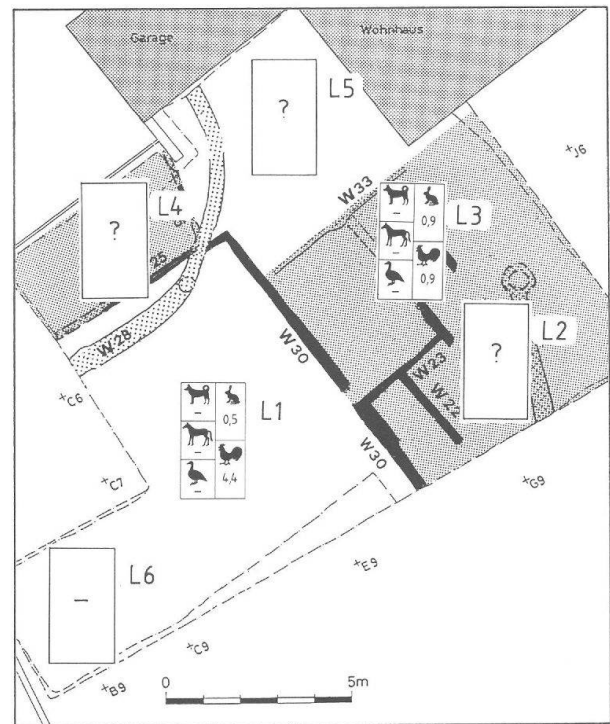 Garage
Wohnhaus
L5
?
J6
L4
?
25
W33
L3
–
0,9
–
0,9
–
W28
W30
L2
?
W23
W22
C6
L1
–
0,5
–
4,4
–
W30
C7
G9
L6
–
E9
C9
B9
0
5m